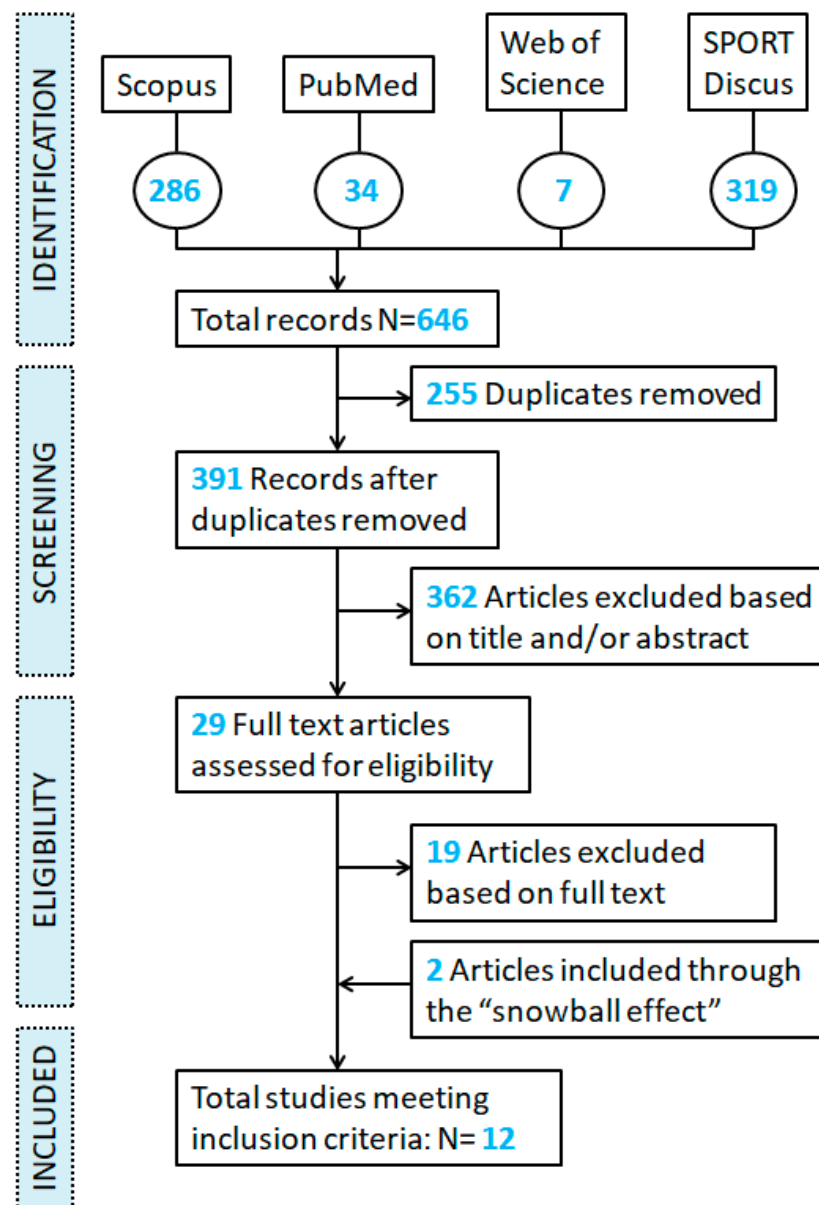 IDENTIFICATION
Scopus
PubMed
Web of
Science
SPORT
Discus
286
34
7
319
Total records N=646
SCREENING
255 Duplicates removed
391 Records after
duplicates removed
362 Articles excluded based
on title and/or abstract
ELIGIBILITY
29 Full text articles
assessed for eligibility
19 Articles excluded
based on full text
2 Articles included through
the “snowball effect”
INCLUDED
Total studies meeting
inclusion criteria: N= 12